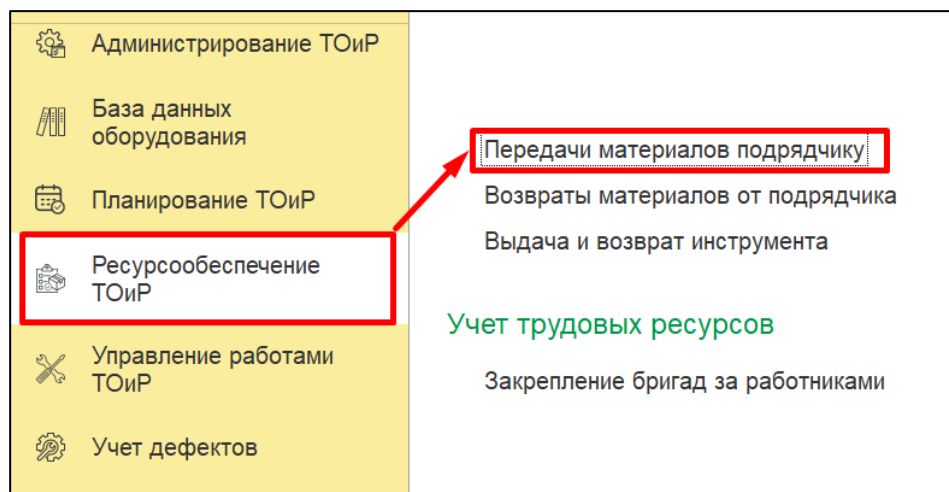 Администрирование ТОиР
База данных
оборудования
Планирование ТОиР
Ресурсообеспечение
ТОиР
Управление работами
ТОиР
Учет дефектов
Передачи материалов подрядчику
Возвраты материалов от подрядчика
Выдача и возврат инструмента
Учет трудовых ресурсов
Закрепление бригад за работниками